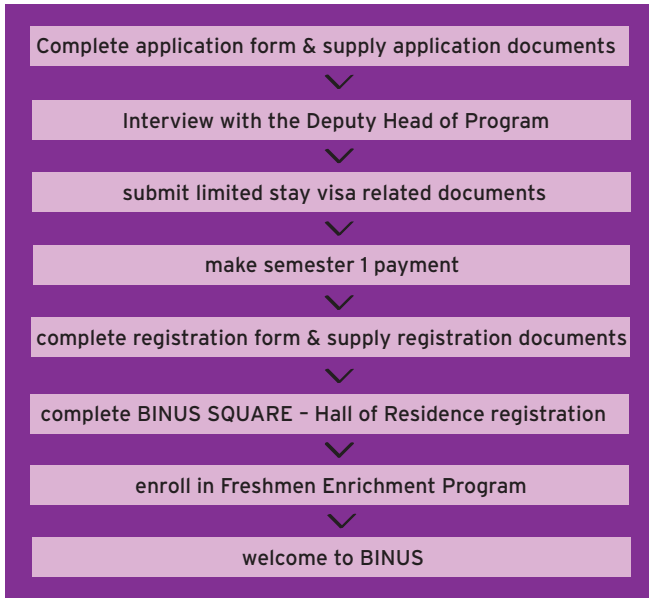 Complete application form & supply application documents
Interview with the Deputy Head of Program
submit limited stay visa related documents
make semester 1 payment
complete registration form & supply registration documents
complete BINUS SQUARE – Hall of Residence registration
enroll in Freshmen Enrichment Program
welcome to BINUS